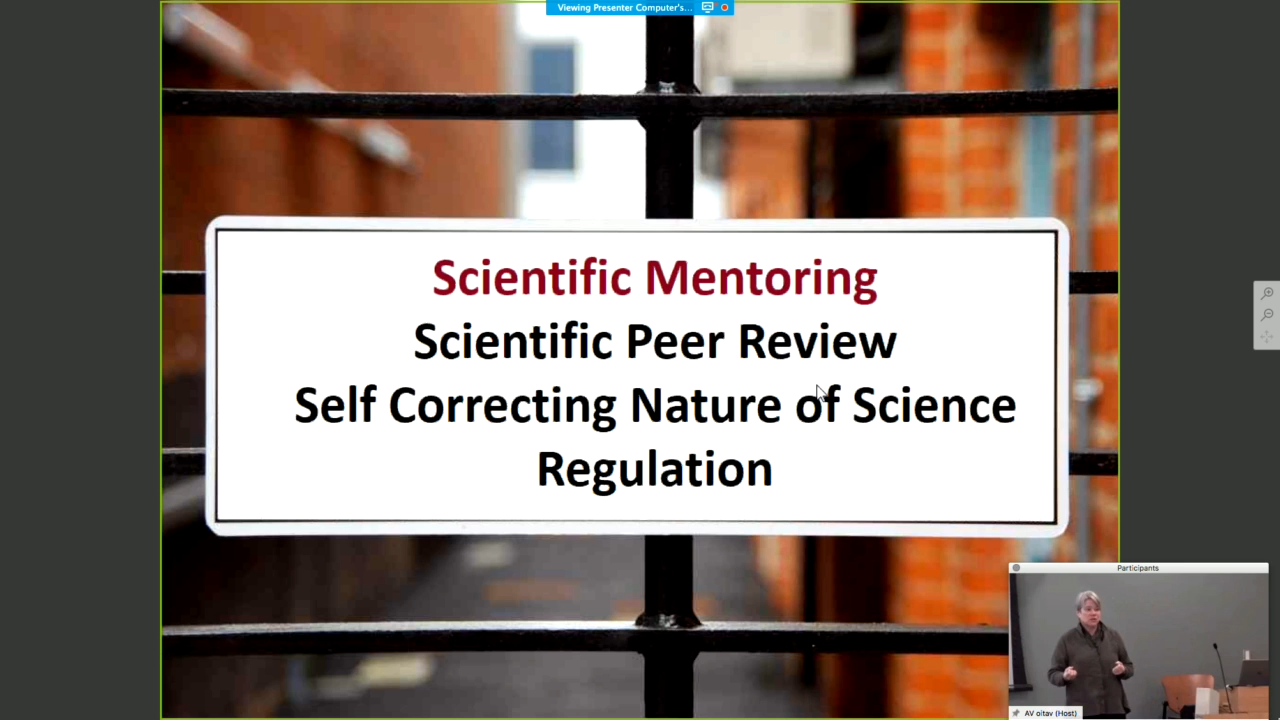 Viewing Presenter Computer's...
Scientific Mentoring
Scientific Peer Review
Self Correcting Nature of Science
Regulation
Participants
AV oitav (Host)